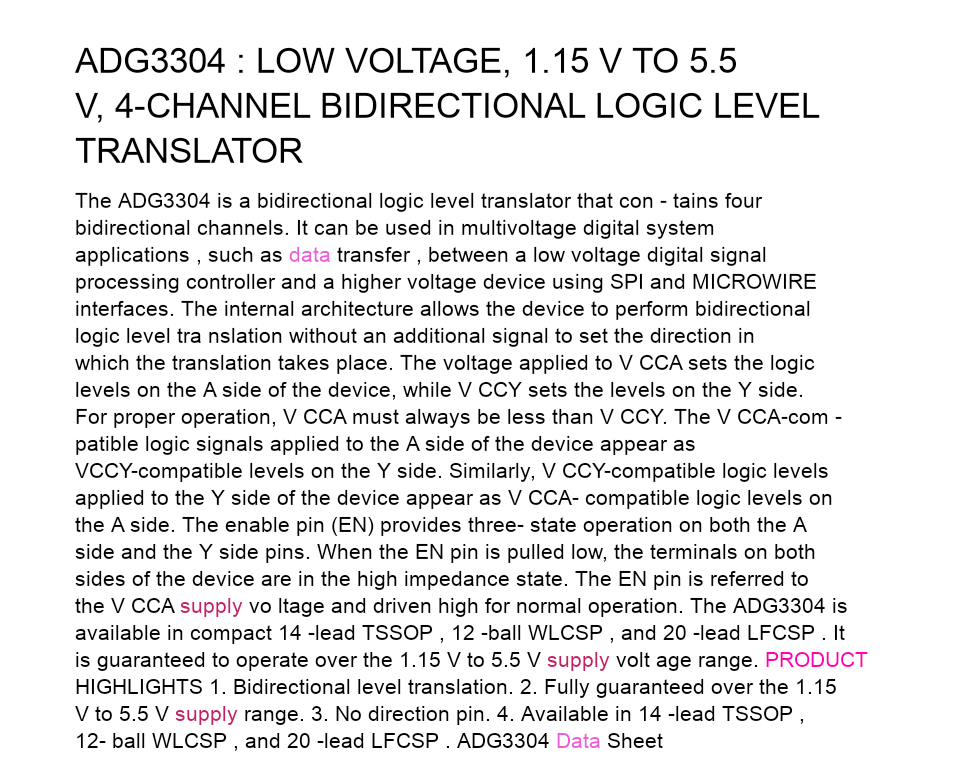 ADG3304 : LOW VOLTAGE, 1.15 V TO 5.5
V, 4-CHANNEL BIDIRECTIONAL LOGIC LEVEL
TRANSLATOR
The ADG3304 is a bidirectional logic level translator that con - tains four
bidirectional channels. It can be used in multivoltage digital system
applications , such as data transfer , between a low voltage digital signal
processing controller and a higher voltage device using SPI and MICROWIRE
interfaces. The internal architecture allows the device to perform bidirectional
logic level tra nslation without an additional signal to set the direction in
which the translation takes place. The voltage applied to V CCA sets the logic
levels on the A side of the device, while V CCY sets the levels on the Y side.
For proper operation, V CCA must always be less than V CCY. The V CCA-com -
patible logic signals applied to the A side of the device appear as
VCCY-compatible levels on the Y side. Similarly, V CCY-compatible logic levels
applied to the Y side of the device appear as V CCA- compatible logic levels on
the A side. The enable pin (EN) provides three- state operation on both the A
side and the Y side pins. When the EN pin is pulled low, the terminals on both
sides of the device are in the high impedance state. The EN pin is referred to
the V CCA supply vo ltage and driven high for normal operation. The ADG3304 is
available in compact 14 -lead TSSOP , 12 -ball WLCSP , and 20 -lead LFCSP . It
is guaranteed to operate over the 1.15 V to 5.5 V supply volt age range. PRODUCT
HIGHLIGHTS 1. Bidirectional level translation. 2. Fully guaranteed over the 1.15
V to 5.5 V supply range. 3. No direction pin. 4. Available in 14 -lead TSSOP ,
12- ball WLCSP , and 20 -lead LFCSP . ADG3304 Data Sheet